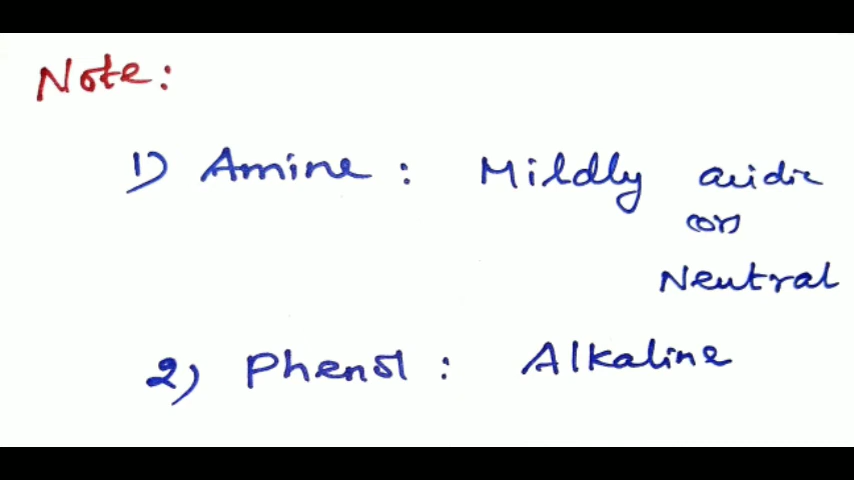 Note:
1) Amine : Mildly acidic
(or)
Neutral
2) Phenol : Alkaline